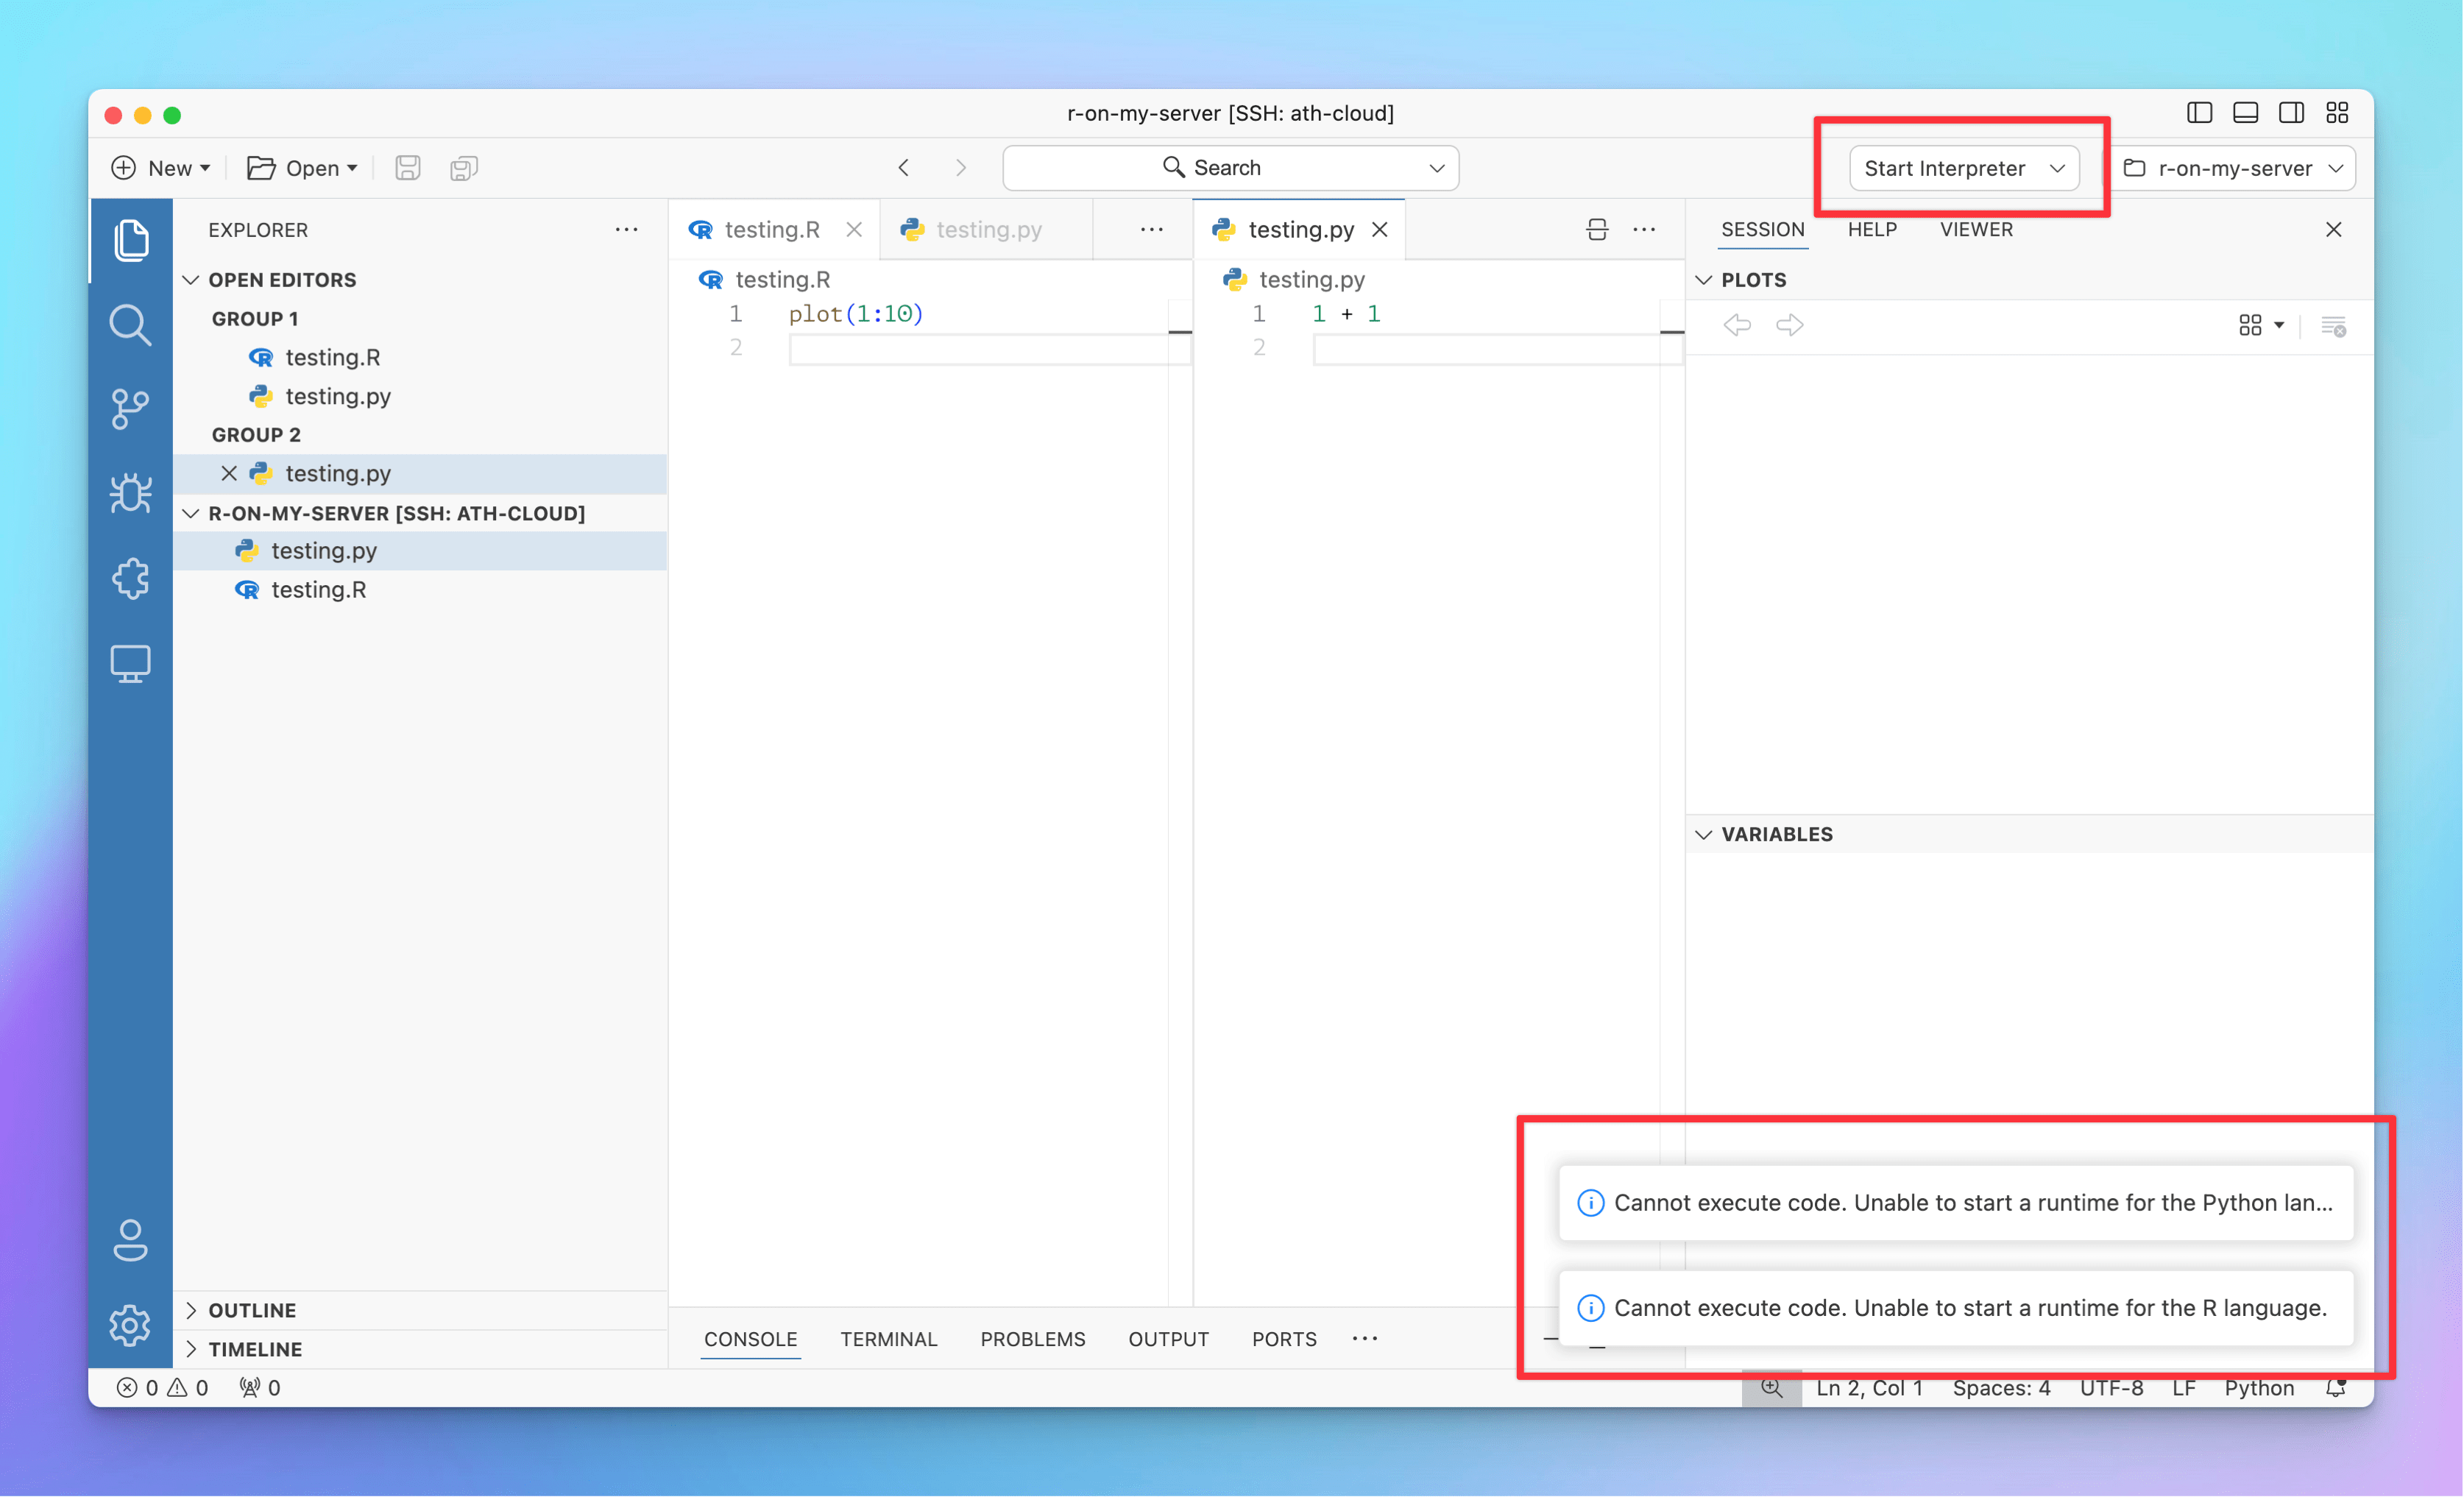 r-on-my-server [SSH: ath-cloud]
New
Open
Search
Start Interpreter
r-on-my-server
EXPLORER
OPEN EDITORS
GROUP 1
testing.R
testing.py
GROUP 2
testing.py
R-ON-MY-SERVER [SSH: ATH-CLOUD]
testing.py
testing.R
OUTLINE
TIMELINE
testing.R
testing.py
testing.R
1 plot(1:10)
2
testing.py
testing.py
1 1 + 1
2
SESSION HELP VIEWER
PLOTS
VARIABLES
Cannot execute code. Unable to start a runtime for the Python lan...
Cannot execute code. Unable to start a runtime for the R language.
CONSOLE TERMINAL PROBLEMS OUTPUT PORTS
0 0 0
Ln 2, Col 1 Spaces: 4 UTF-8 LF Python